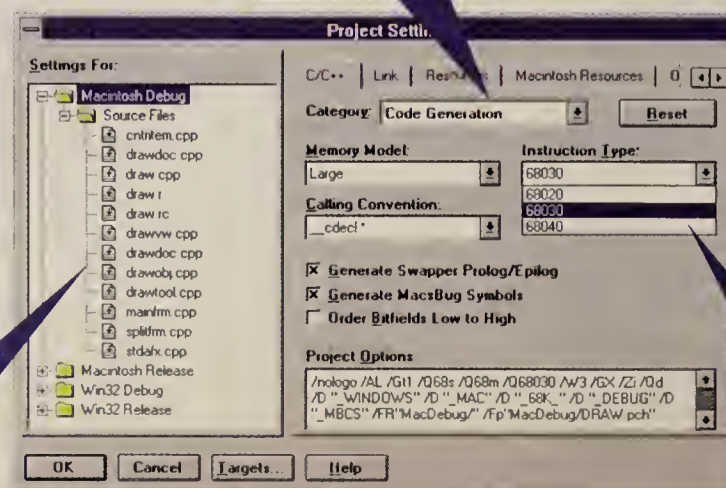 Project Setti
Settings For:
Macintosh Debug
Source Files
cntritem.cpp
drawdoc.cpp
draw.cpp
draw.r
draw.rc
drawvw.cpp
drawdoc.cpp
drawobj.cpp
drawtool.cpp
mainfrm.cpp
splitfrm.cpp
stdafx.cpp
Macintosh Release
Win32 Debug
Win32 Release
C/C++ | Link | Resources | Macintosh Resources | O
Category: Code Generation
Reset
Memory Model:
Large
Instruction Type:
68030
68020
68030
68040
Calling Convention:
__cdecl *
Generate Swapper Prolog/Epilog
Generate MacsBug Symbols
Order Bitfields Low to High
Project Options
/nologo /AL /Gt1 /Q68s /Q68m /Q68030 /W3 /GX /Zi /Od
/D "_WINDOWS" /D "_MAC" /D "_68K_" /D "_DEBUG" /D
"_MBCS" /FR"MacDebug/" /Fp"MacDebug/DRAW.pch"
OK
Cancel
Targets...
Help